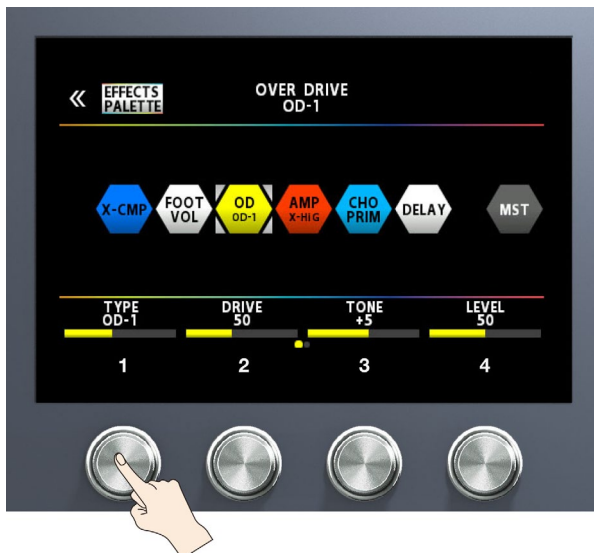 « EFFECTS PALETTE
OVER DRIVE
OD-1
X-CMP
FOOT VOL
OD
OD-1
AMP
X-HIG
CHO PRIM
DELAY
MST
TYPE
OD-1
DRIVE
50
TONE
+5
LEVEL
50
1 2 3 4